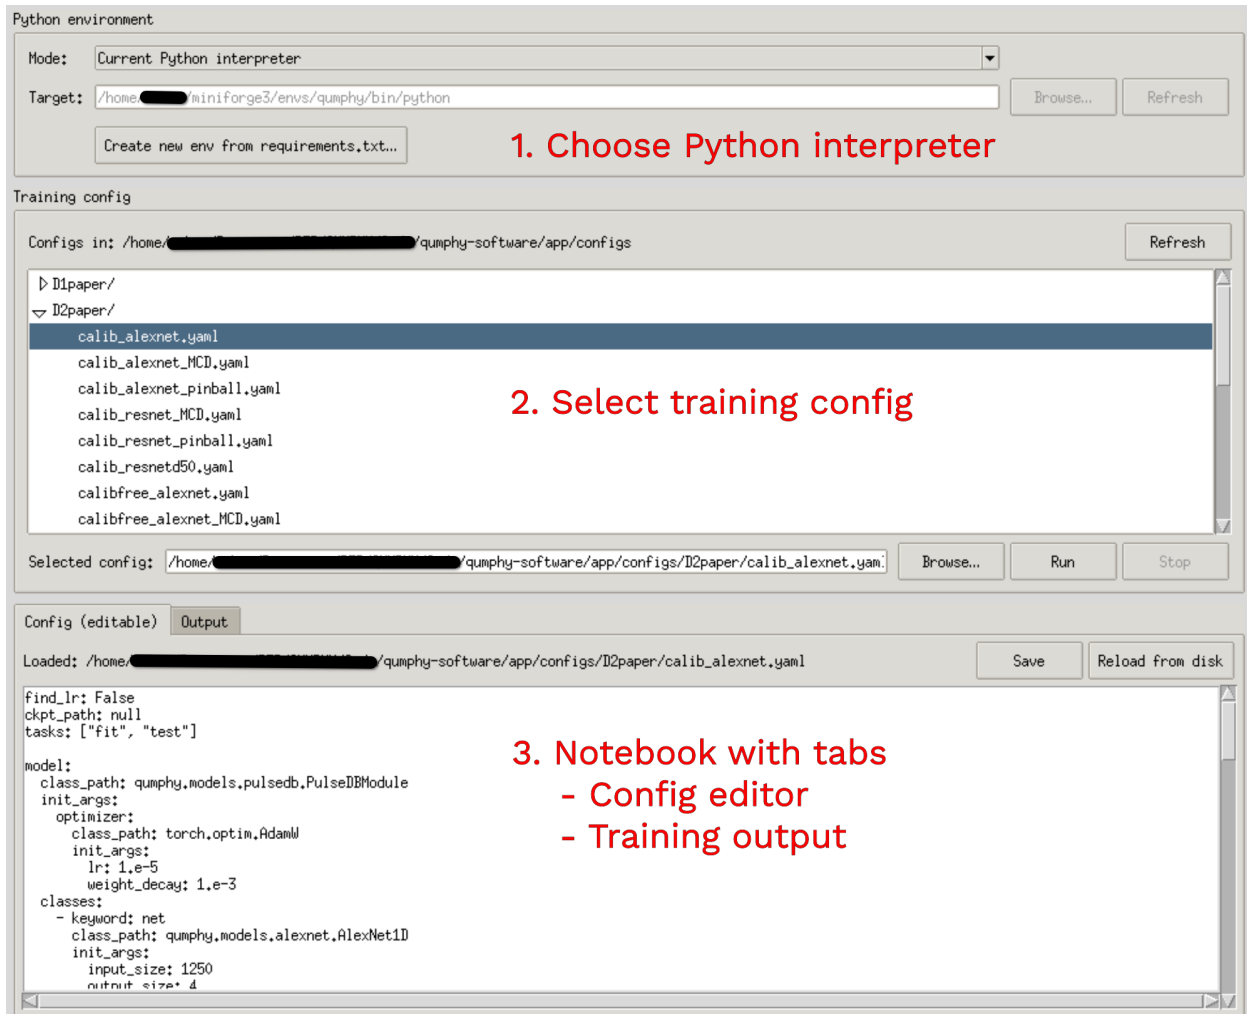 Python environment
Mode: Current Python interpreter
Target: /home/ /miniforge3/envs/qumphy/bin/python Browse... Refresh
Create new env from requirements.txt... 1. Choose Python interpreter
Training config
Configs in: /home/ /qumphy-software/app/configs Refresh
D1paper/
D2paper/
calib_alexnet.yaml
calib_alexnet_MCD.yaml
calib_alexnet_pinball.yaml
2. Select training config
calib_resnet_MCD.yaml
calib_resnet_pinball.yaml
calib_resnetd50.yaml
calibfree_alexnet.yaml
calibfree_alexnet_MCD.yaml
Selected config: /home/ /qumphy-software/app/configs/D2paper/calib_alexnet.yaml Browse... Run Stop
Config (editable) Output
Loaded: /home/ /qumphy-software/app/configs/D2paper/calib_alexnet.yaml Save Reload from disk
find_lr: False
ckpt_path: null
tasks: ["fit", "test"]
model:
class_path: qumphy.models.pulsedb.PulseDBModule
init_args:
optimizer:
class_path: torch.optim.AdamW
init_args:
lr: 1.e-5
weight_decay: 1.e-3
classes:
- keyword: net
class_path: qumphy.models.alexnet.AlexNet1D
init_args:
input_size: 1250
output_size: 4
3. Notebook with tabs
- Config editor
- Training output